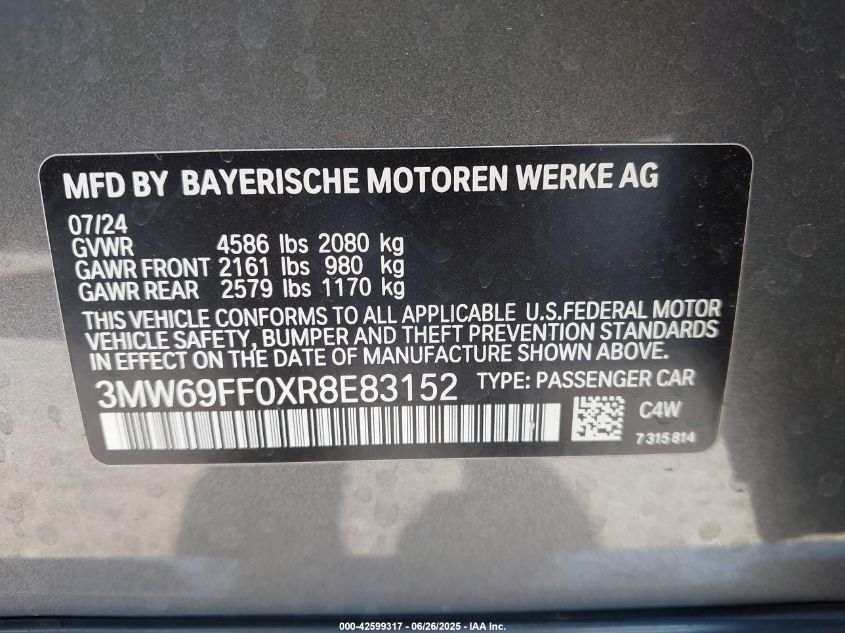 MFD BY BAYERISCHE MOTOREN WERKE AG
07/24
GVWR 4586 lbs 2080 kg
GAWR FRONT 2161 lbs 980 kg
GAWR REAR 2579 lbs 1170 kg
THIS VEHICLE CONFORMS TO ALL APPLICABLE U.S.FEDERAL MOTOR
VEHICLE SAFETY, BUMPER AND THEFT PREVENTION STANDARDS
IN EFFECT ON THE DATE OF MANUFACTURE SHOWN ABOVE.
3MW69FF0XR8E83152 TYPE: PASSENGER CAR
C4W
7 315 814
000-42599317 - 06/26/2025 - IAA Inc.